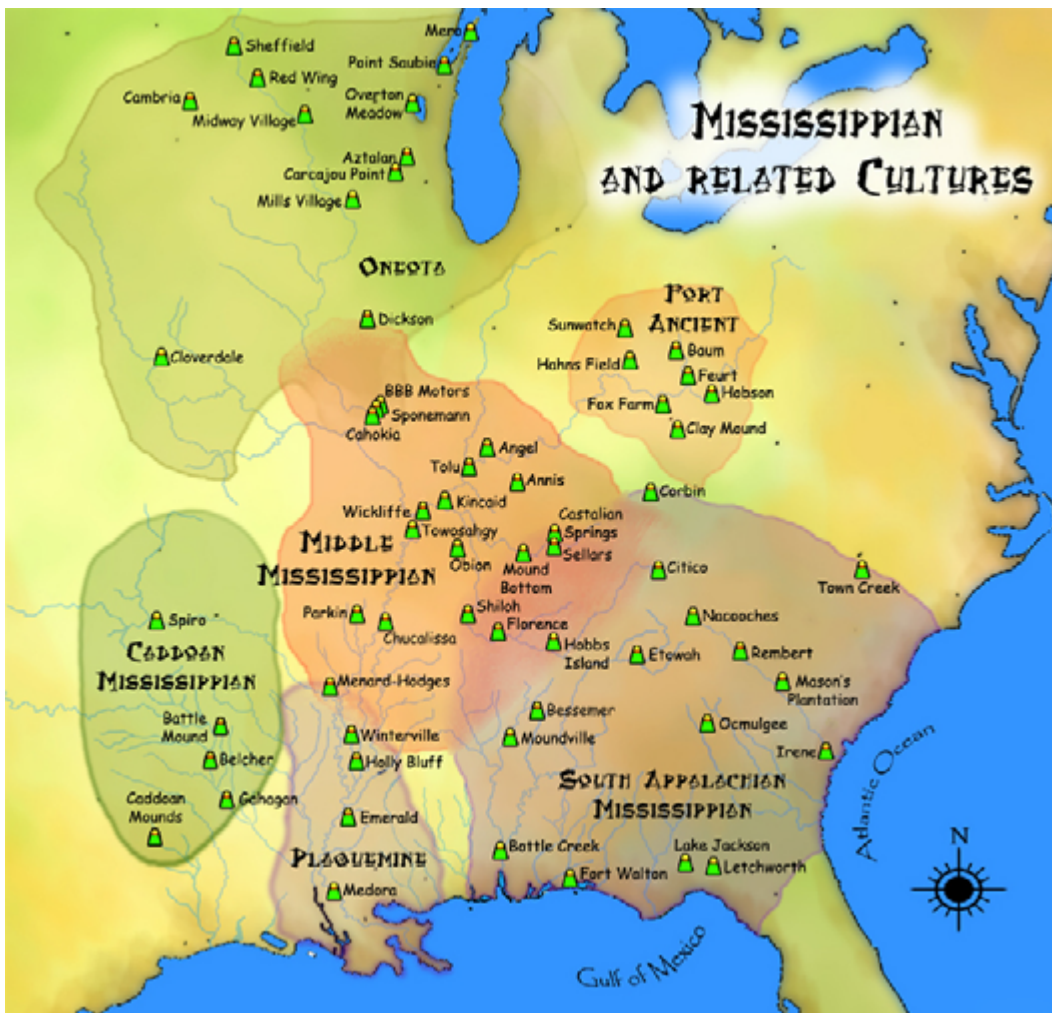 Mississippian
and related Cultures
Mero
Sheffield
Point Saubie
Red Wing
Cambria
Overton
Meadow
Midway Village
Aztalan
Carcajou Point
Mills Village
Oneota
Fort
Ancient
Dickson
Sunwatch
Baum
Cloverdale
Hahns Field
Feurt
BBB Motors
Hobson
Fox Farm
Sponemann
Cahokia
Clay Mound
Angel
Tolu
Annis
Corbin
Kincaid
Wickliffe
Castalian
Springs
Towosahgy
Middle
Mississippian
Obion
Mound
Bottom
Sellars
Citico
Town Creek
Spiro
Parkin
Chucalissa
Shiloh
Florence
Nacooches
Hobbs
Island
Etowah
Rembert
Caddoan
Mississippian
Menard-Hodges
Mason's
Plantation
Battle
Mound
Bessemer
Ocmulgee
Winterville
Moundville
Irene
Belcher
Holly Bluff
South Appalachian
Mississippian
Gahagan
Caddoan
Mounds
Emerald
Plaquemine
Bottle Creek
Lake Jackson
Letchworth
Fort Walton
Medora
Atlantic Ocean
N
Gulf of Mexico